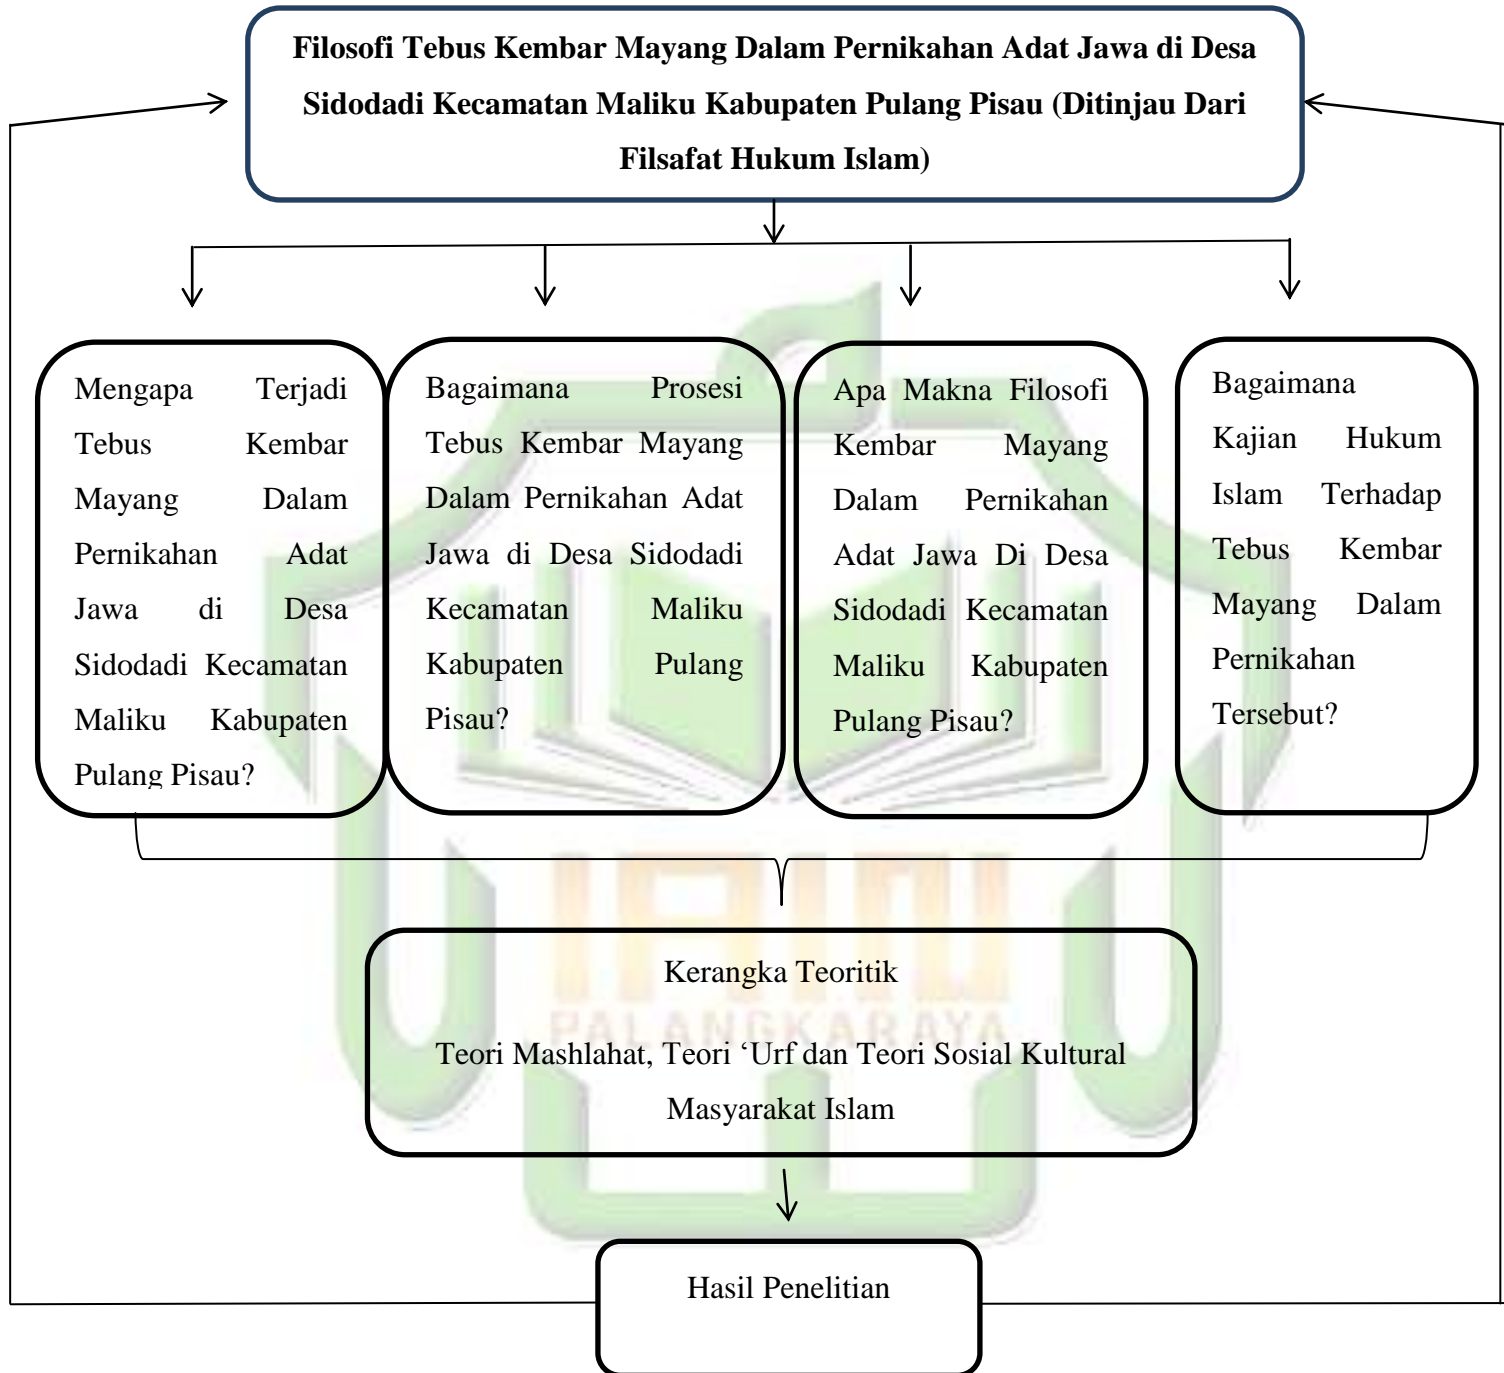 Filosofi Tebus Kembar Mayang Dalam Pernikahan Adat Jawa di Desa
Sidodadi Kecamatan Maliku Kabupaten Pulang Pisau (Ditinjau Dari
Filsafat Hukum Islam)
Mengapa Terjadi
Tebus Kembar
Mayang Dalam
Pernikahan Adat
Jawa di Desa
Sidodadi Kecamatan
Maliku Kabupaten
Pulang Pisau?
Bagaimana Prosesi
Tebus Kembar Mayang
Dalam Pernikahan Adat
Jawa di Desa Sidodadi
Kecamatan Maliku
Kabupaten Pulang
Pisau?
Apa Makna Filosofi
Kembar Mayang
Dalam Pernikahan
Adat Jawa Di Desa
Sidodadi Kecamatan
Maliku Kabupaten
Pulang Pisau?
Bagaimana
Kajian Hukum
Islam Terhadap
Tebus Kembar
Mayang Dalam
Pernikahan
Tersebut?
IAIN
PALANGKARAYA
Kerangka Teoritik
Teori Mashlahat, Teori ‘Urf dan Teori Sosial Kultural
Masyarakat Islam
Hasil Penelitian